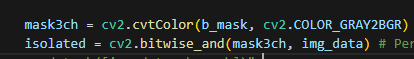 mask3ch = cv2.cvtColor(b_mask, cv2.COLOR_GRAY2BGR)
isolated = cv2.bitwise_and(mask3ch, img_data) # Per